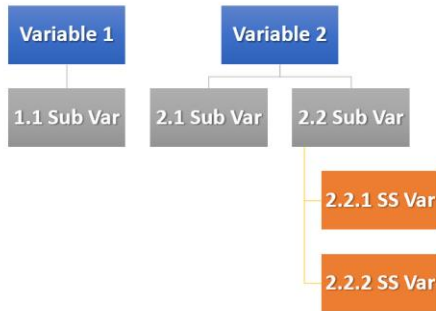 Variable 1
Variable 2
1.1 Sub Var
2.1 Sub Var
2.2 Sub Var
2.2.1 SS Var
2.2.2 SS Var